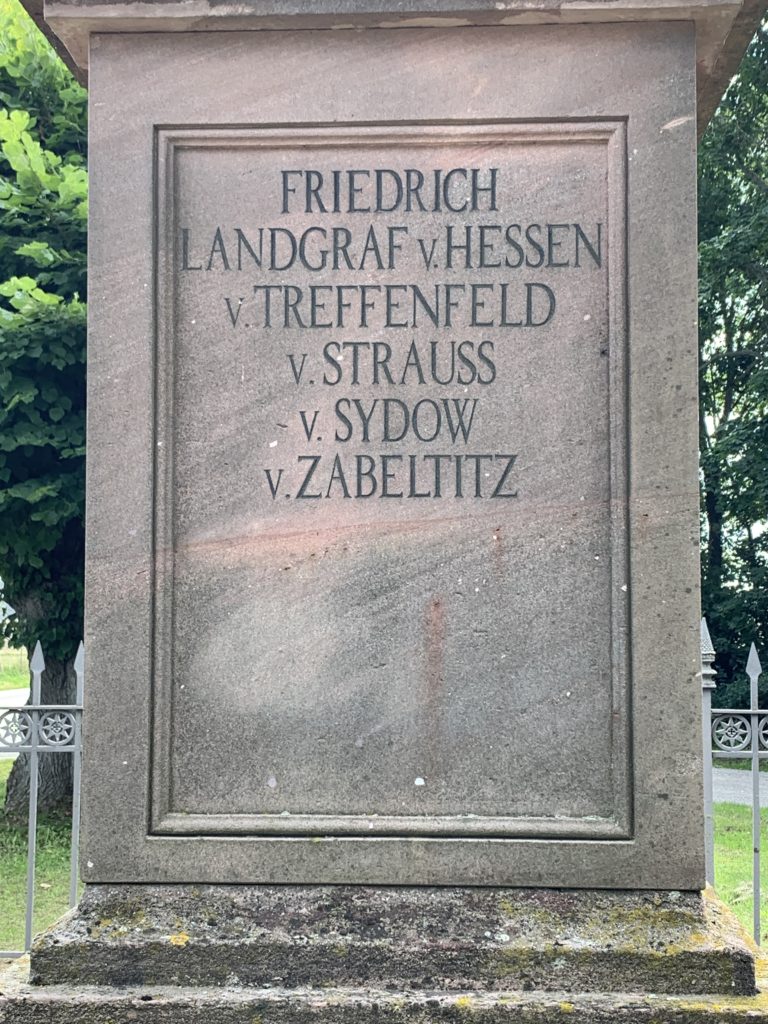 FRIEDRICH
LANDGRAF v. HESSEN
v. TREFFENFELD
v. STRAUSS
v. SYDOW
v. ZABELTITZ